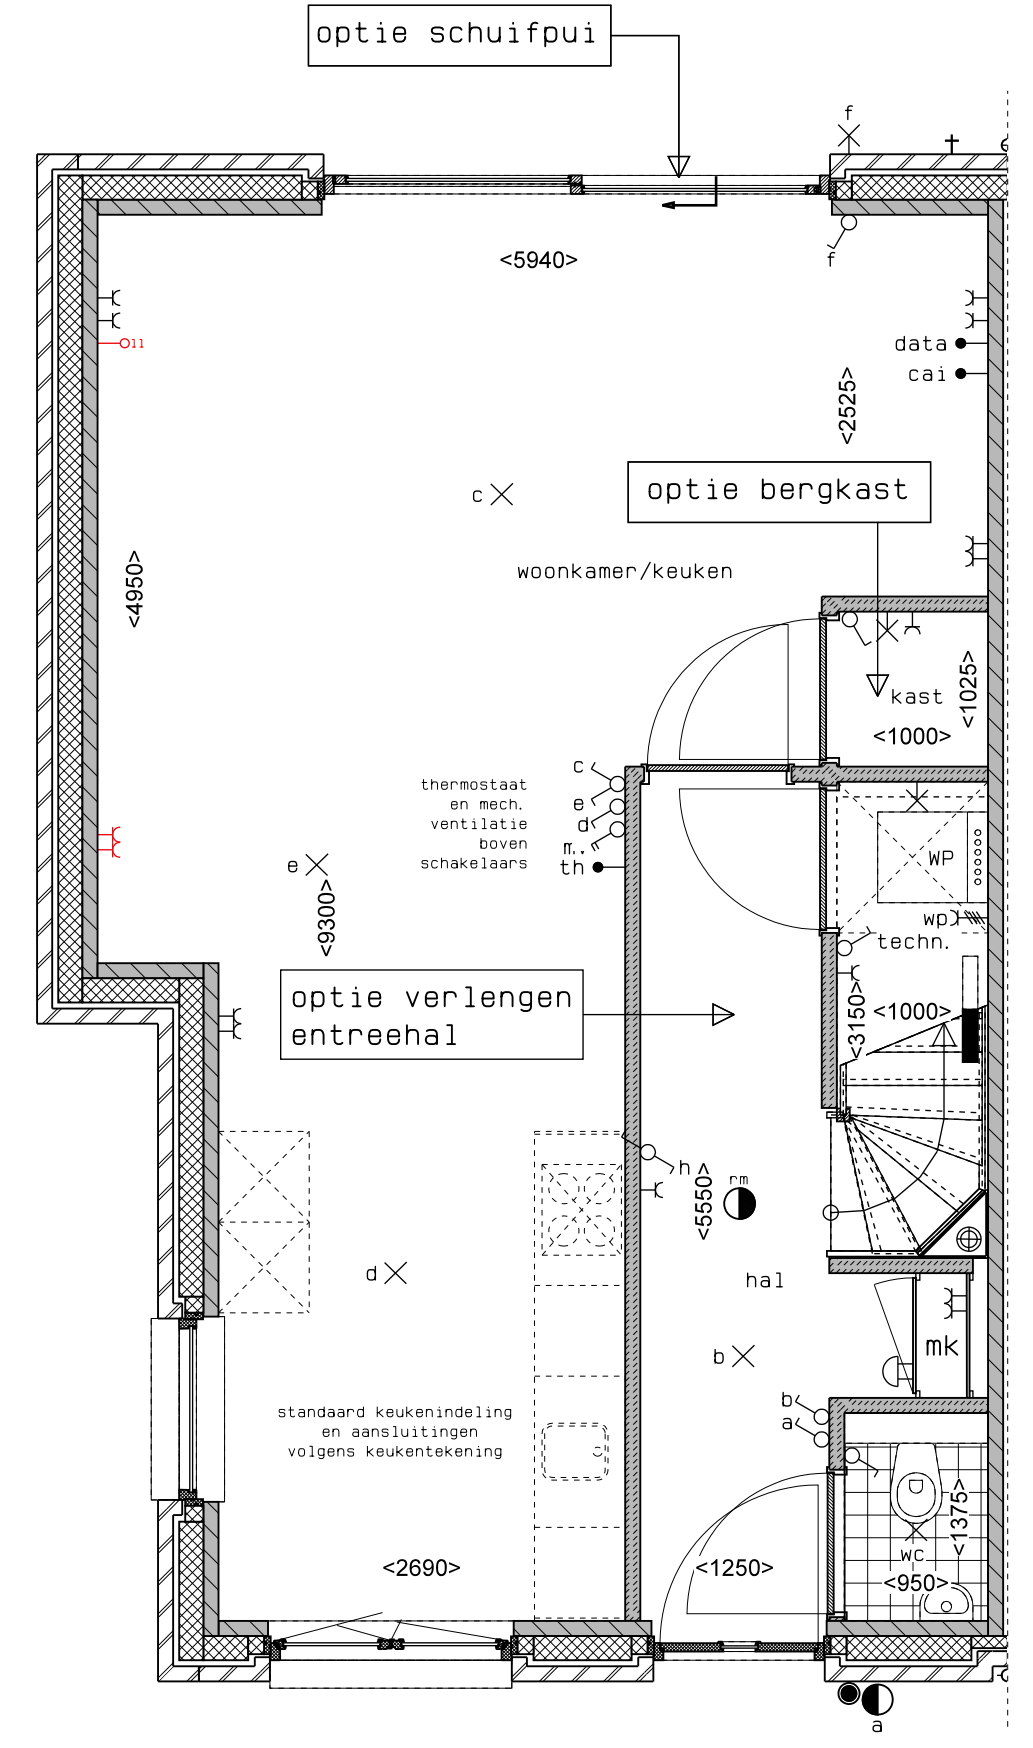 optie schuifpui
f
<5940>
f
11
data
cai
<2525>
optie bergkast
c
woonkamer/keuken
<4950>
kast
<1025>
<1000>
thermostaat
en mech.
ventilatie
boven
schakelaars
c
e
d
m.
th
WP
wp
e
<9300>
techn.
optie verlengen
entreehal
<3150>
<1000>
h
<5550>
rm
d
hal
mk
b
b
a
standaard keukenindeling
en aansluitingen
volgens keukentekening
<1375>
wc
<2690>
<1250>
<950>
a